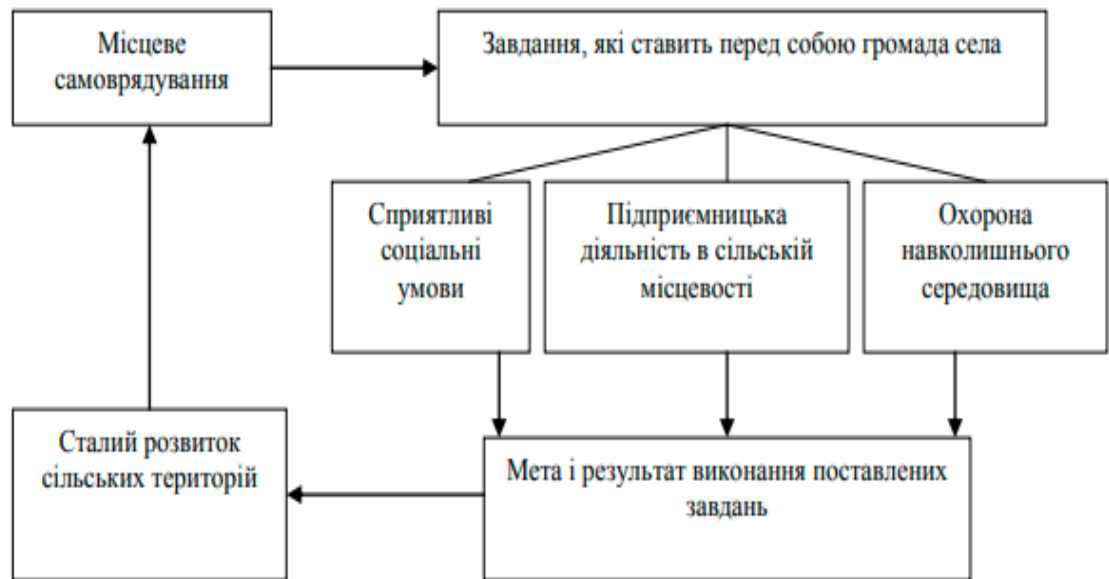 Місцеве
самоврядування
Завдання, які ставить перед собою громада села
Сприятливі
соціальні
умови
Підприємницька
діяльність в сільській
місцевості
Охорона
навколишнього
середовища
Сталий розвиток
сільських територій
Мета і результат виконання поставлених
завдань